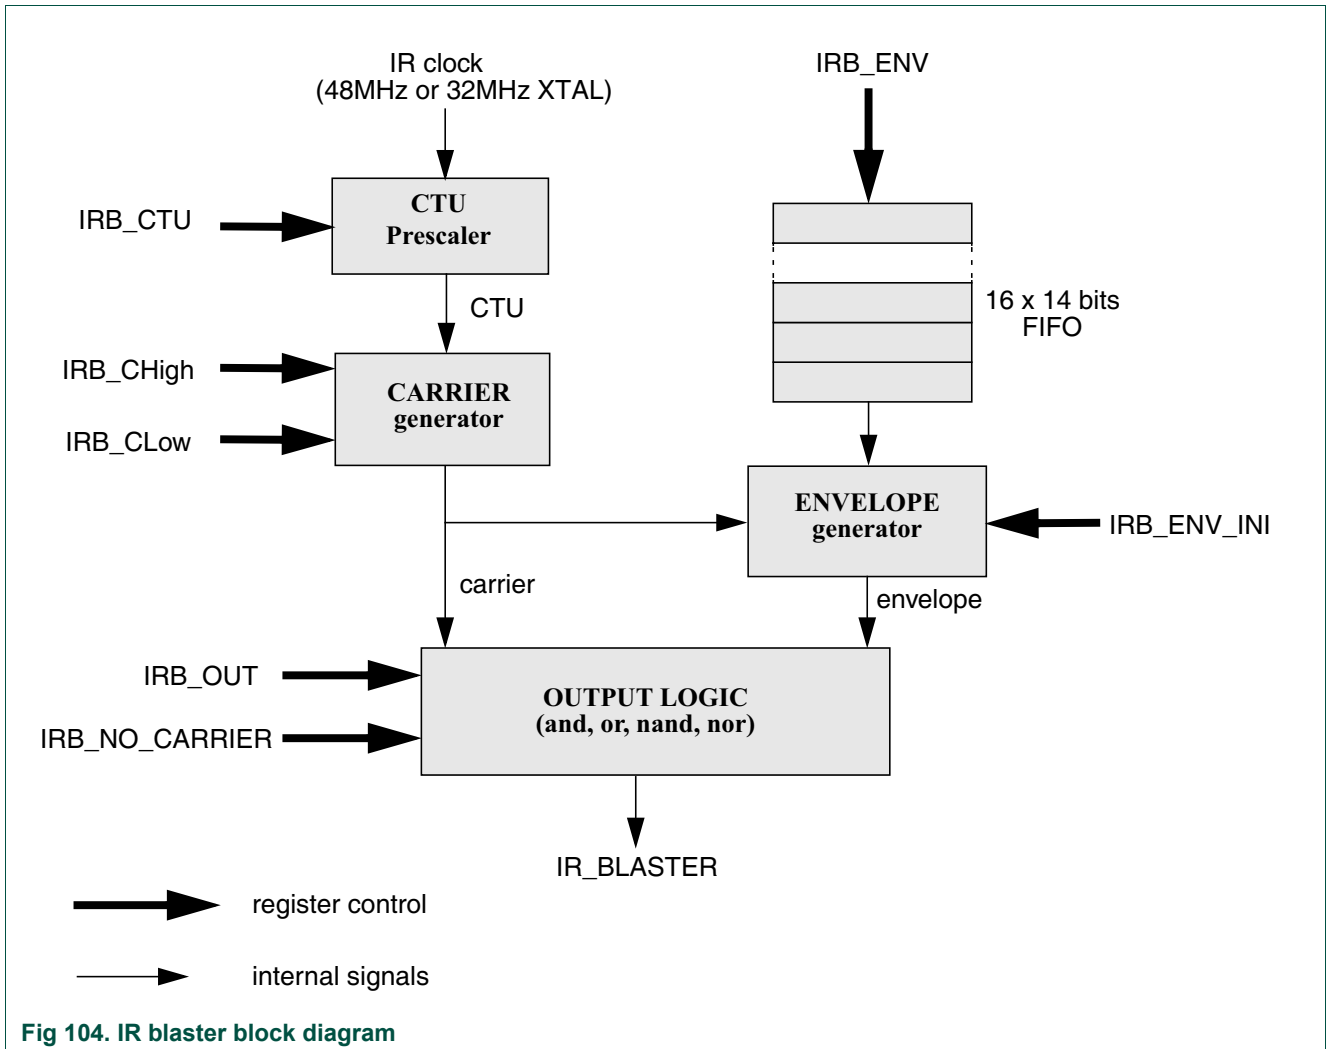 IR clock
(48MHz or 32MHz XTAL)
IRB_ENV
IRB_CTU
CTU
Prescaler
CTU
16 x 14 bits
FIFO
IRB_CHigh
IRB_CLow
CARRIER
generator
ENVELOPE
generator
IRB_ENV_INI
carrier
envelope
IRB_OUT
IRB_NO_CARRIER
OUTPUT LOGIC
(and, or, nand, nor)
IR_BLASTER
register control
internal signals
Fig 104. IR blaster block diagram